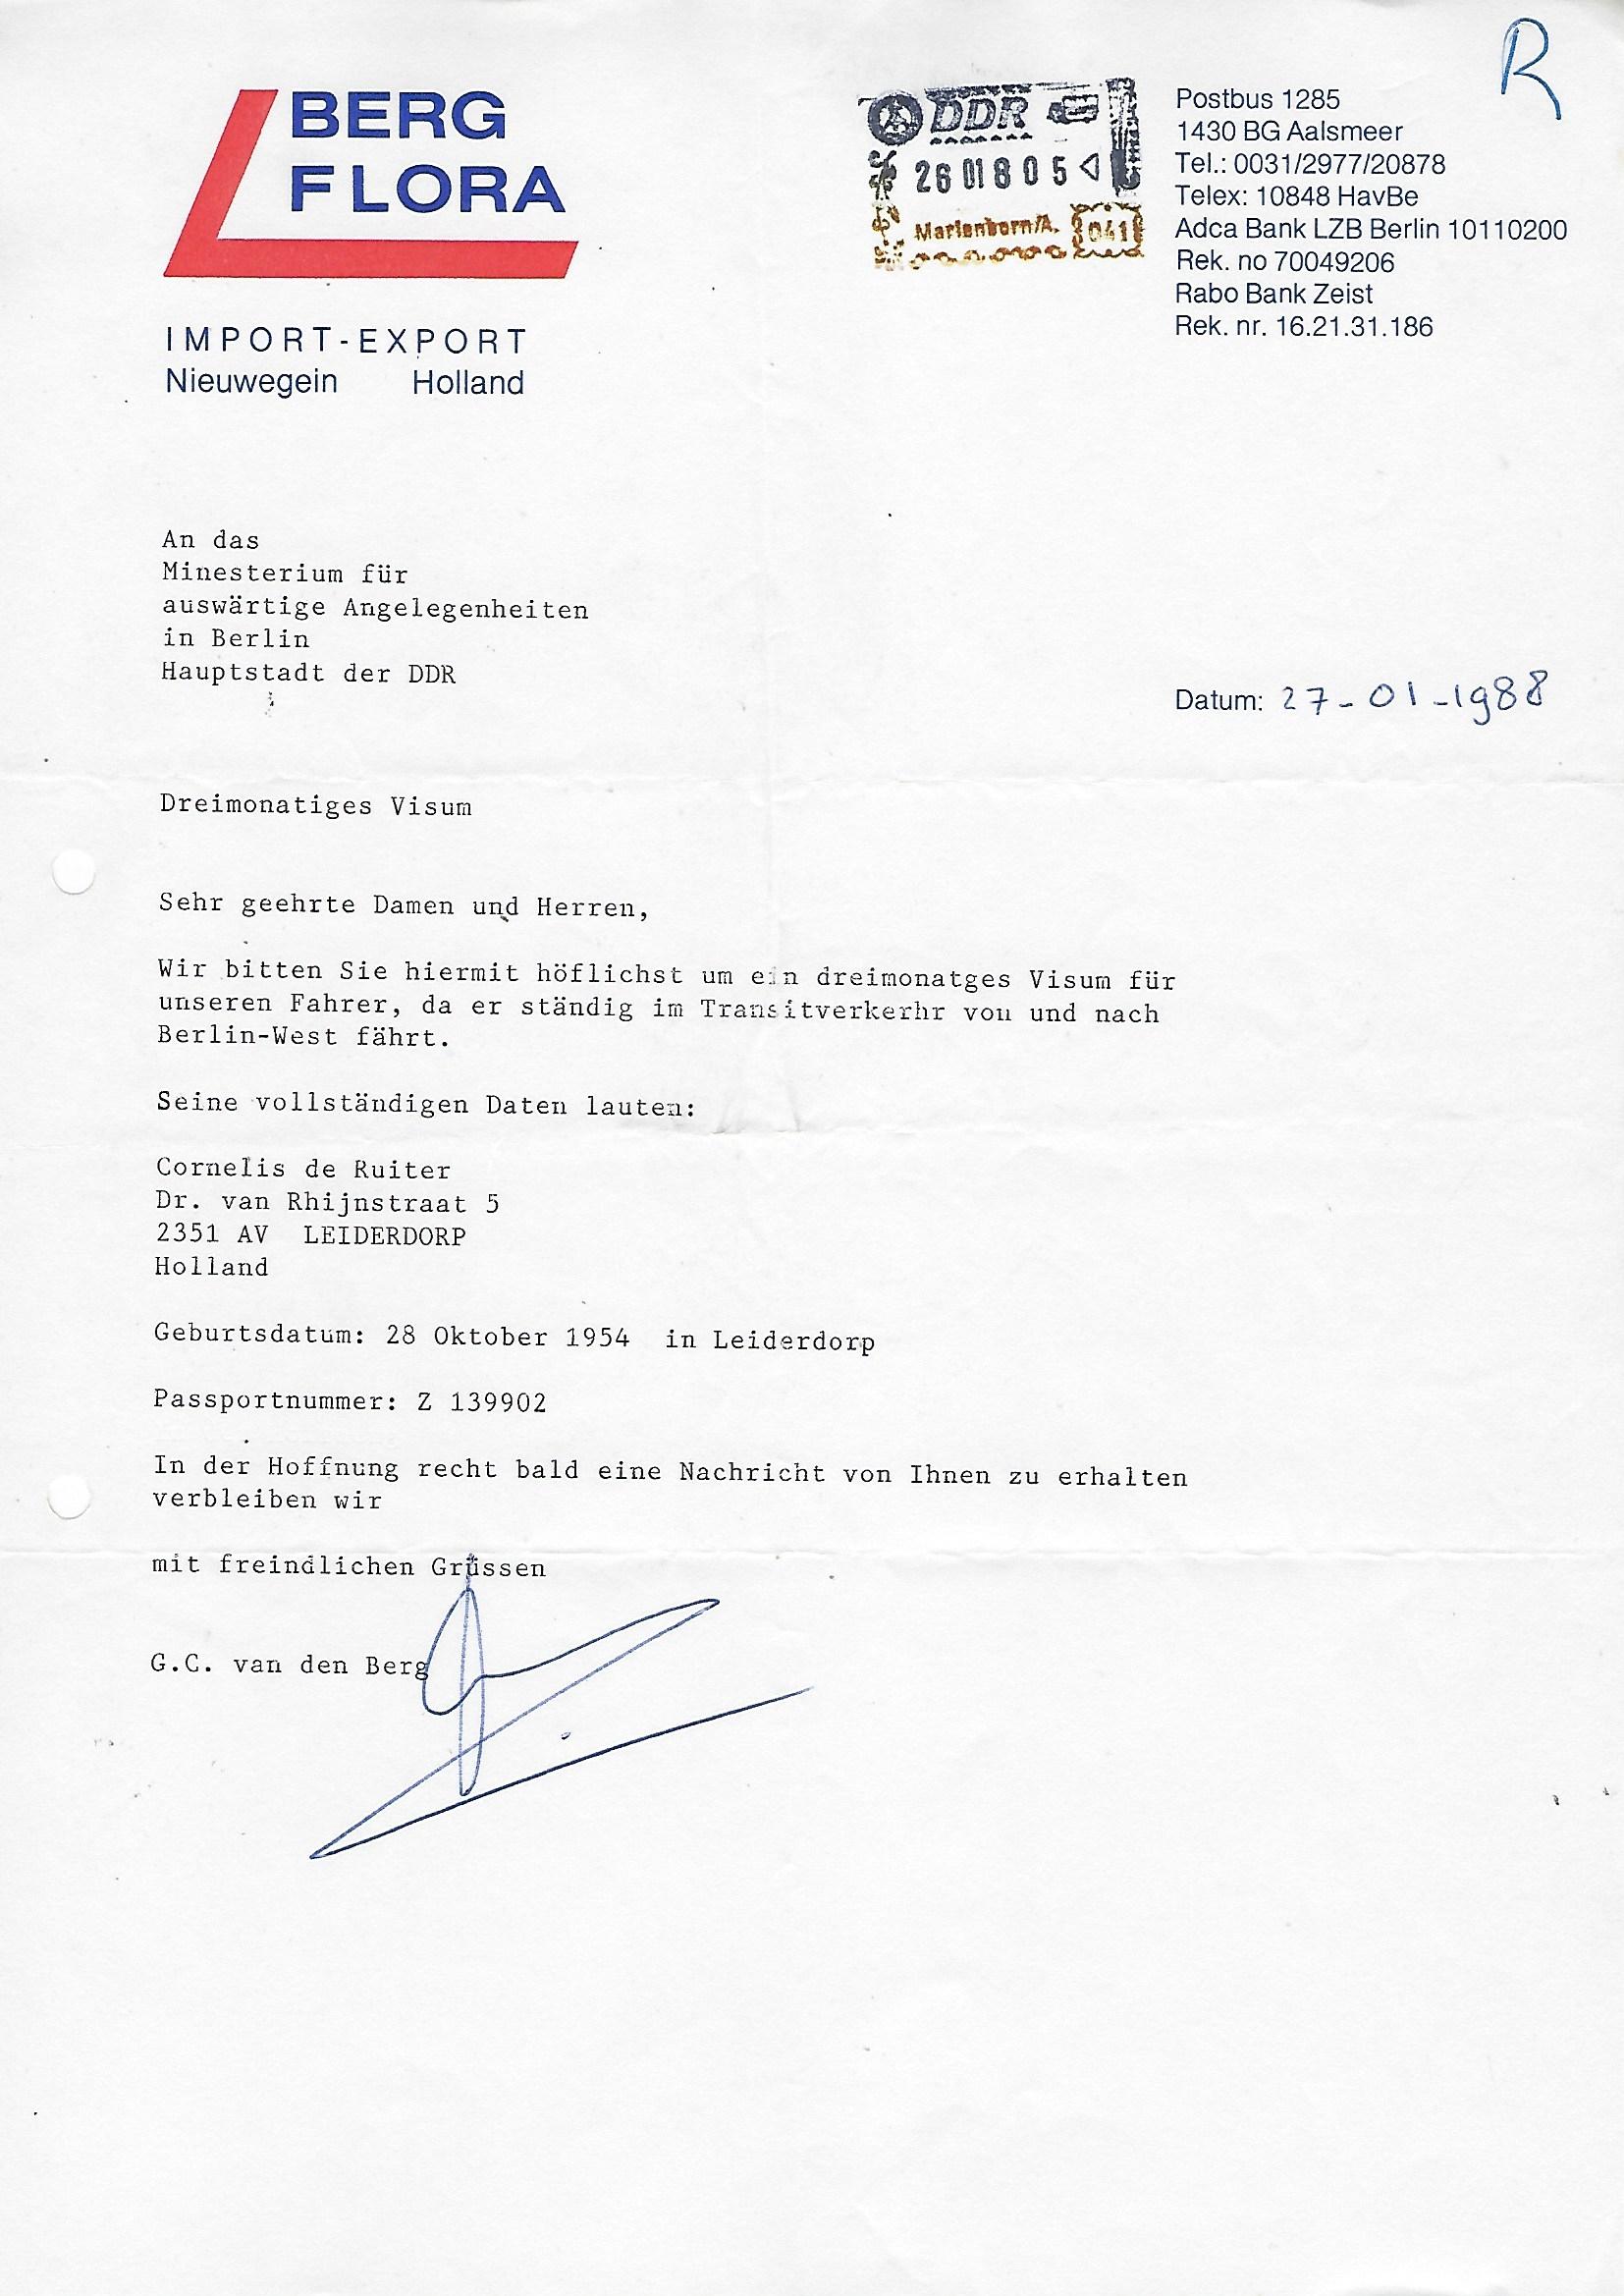 R
BERG
FLORA
IMPORT-EXPORT
Nieuwegein Holland
DDR
26 01 8 0 5
Marienborn/A. 041
Postbus 1285
1430 BG Aalsmeer
Tel.: 0031/2977/20878
Telex: 10848 HavBe
Adca Bank LZB Berlin 10110200
Rek. no 70049206
Rabo Bank Zeist
Rek. nr. 16.21.31.186
An das
Minesterium für
auswärtige Angelegenheiten
in Berlin
Hauptstadt der DDR
Datum: 27-01-1988
Dreimonatiges Visum
Sehr geehrte Damen und Herren,
Wir bitten Sie hiermit höflichst um ein dreimonatges Visum für
unseren Fahrer, da er ständig im Transitverkerhr von und nach
Berlin-West fährt.
Seine vollständigen Daten lauten:
Cornelis de Ruiter
Dr. van Rhijnstraat 5
2351 AV LEIDERDORP
Holland
Geburtsdatum: 28 Oktober 1954 in Leiderdorp
Passportnummer: Z 139902
In der Hoffnung recht bald eine Nachricht von Ihnen zu erhalten
verbleiben wir
mit freindlichen Grüssen
G.C. van den Berg